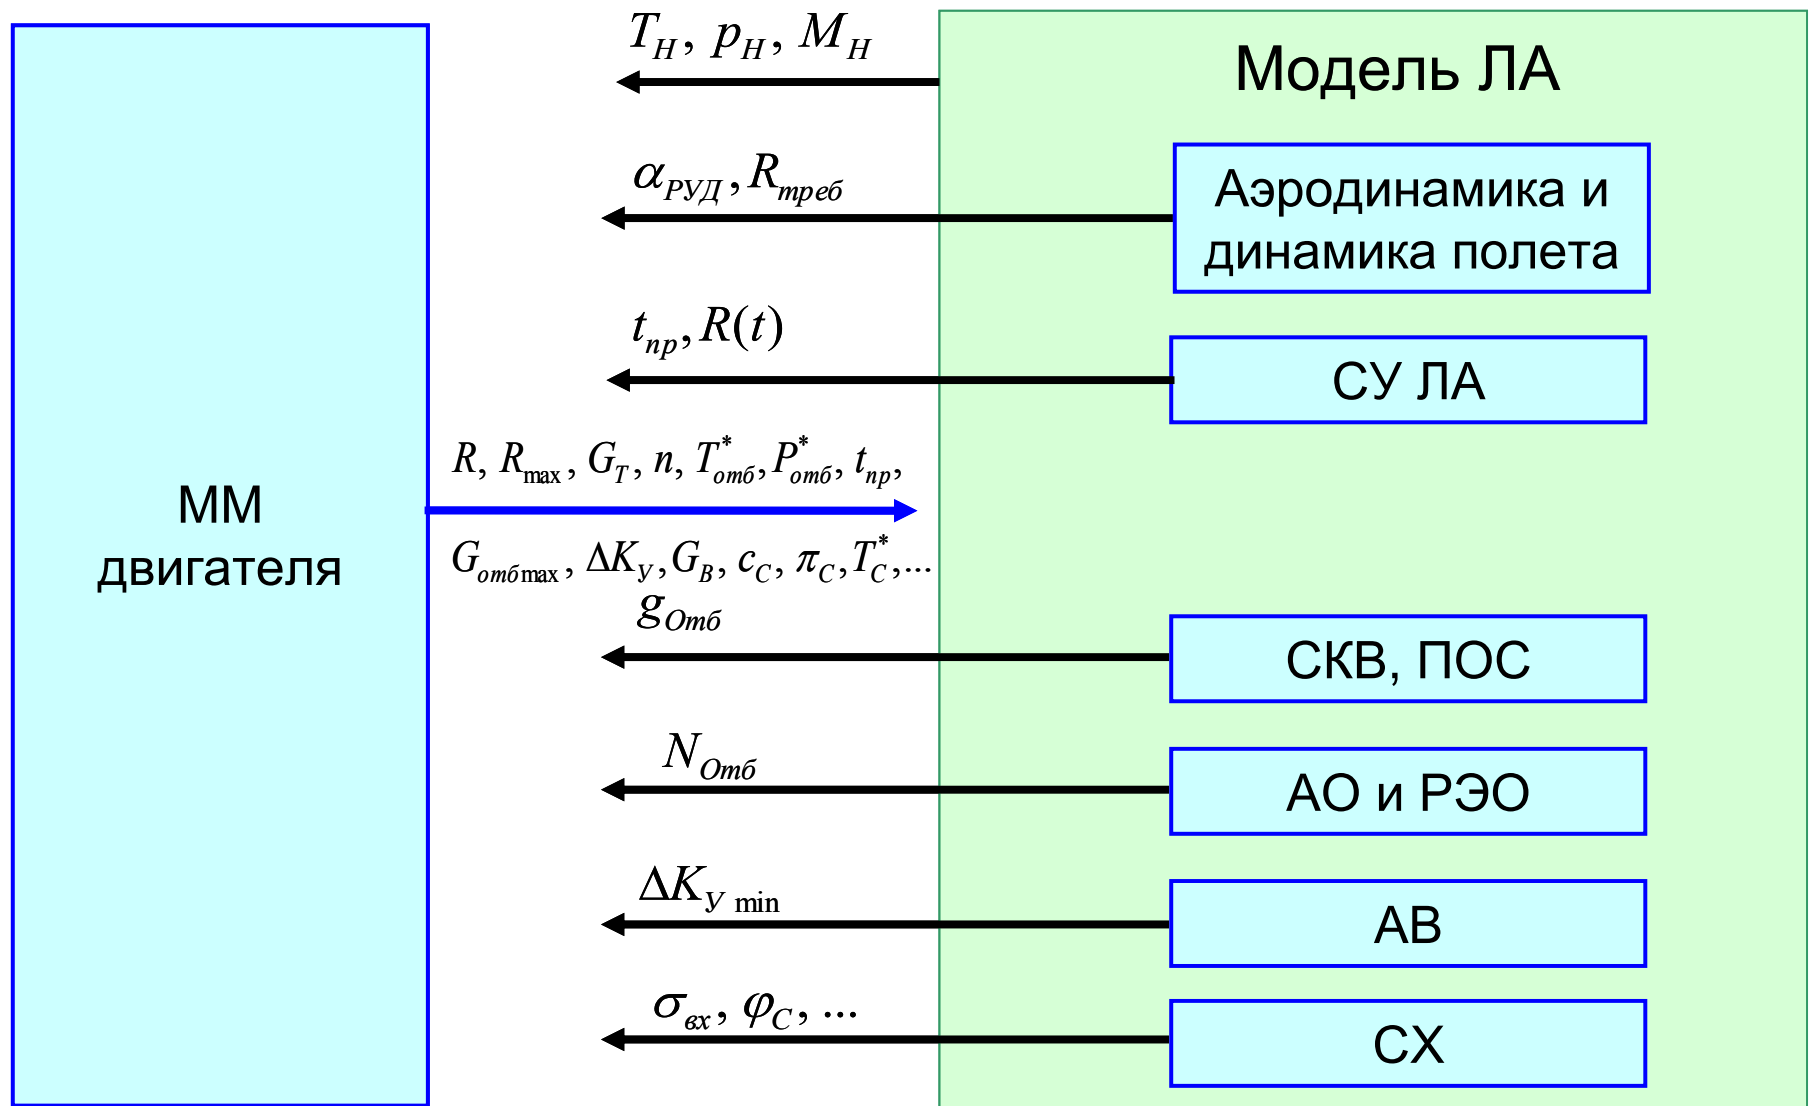 T_H, p_H, M_H
Модель ЛА
α_РУД, R_треб
Аэродинамика и
динамика полета
t_пр, R(t)
СУ ЛА
R, R_max, G_T, n, T*_отб, P*_отб, t_пр,
ММ
двигателя
G_отб max, ΔK_У, G_B, c_C, π_C, T*_C, ...
g_Отб
СКВ, ПОС
N_Отб
АО и РЭО
ΔK_У min
АВ
σ_вх, φ_C, ...
СХ